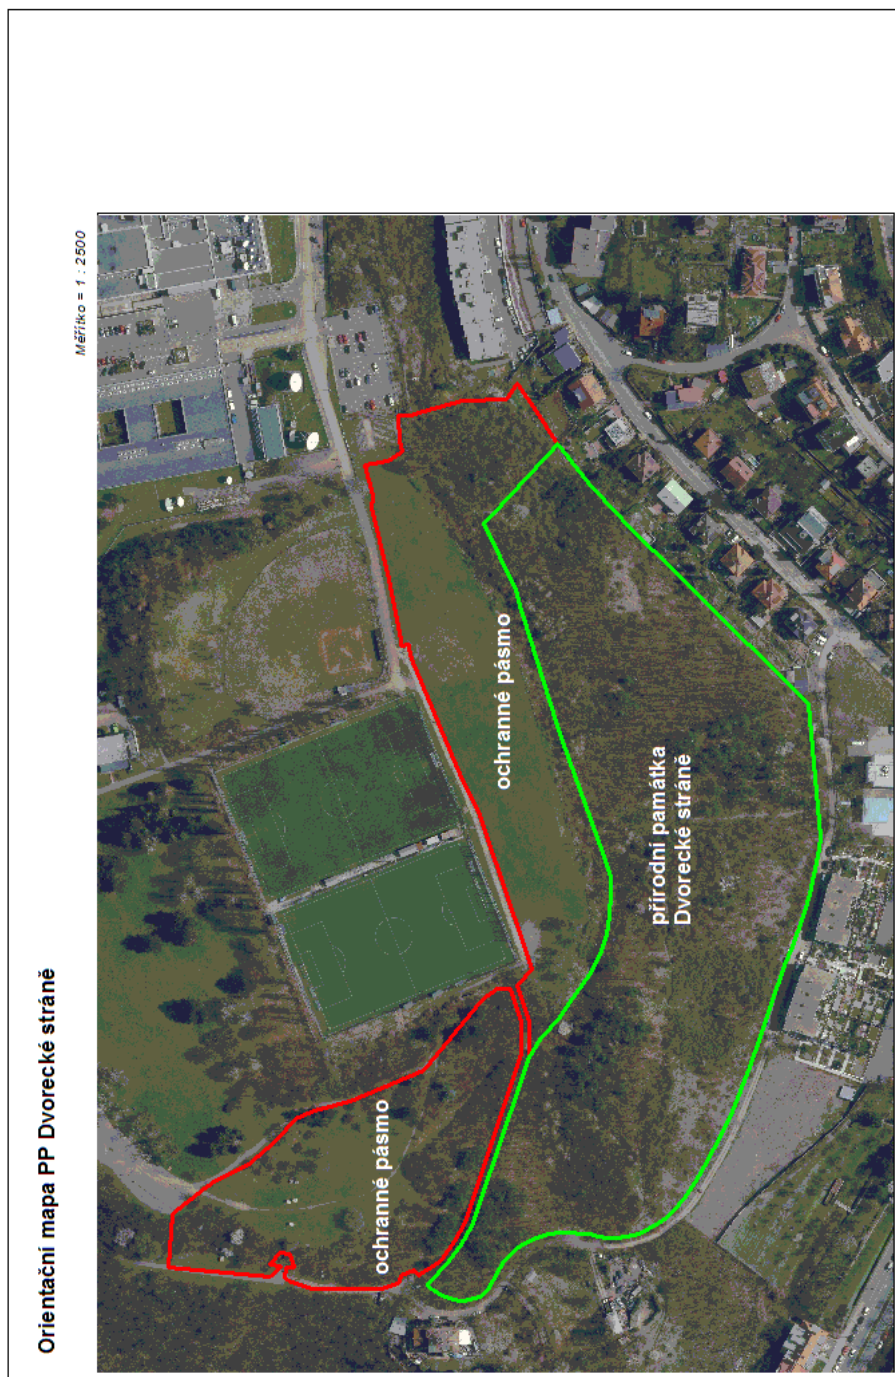 Orientační mapa PP Dvorecké stráně
Měřítko = 1 : 2500
ochranné pásmo
ochranné pásmo
přírodní památka
Dvorecké stráně